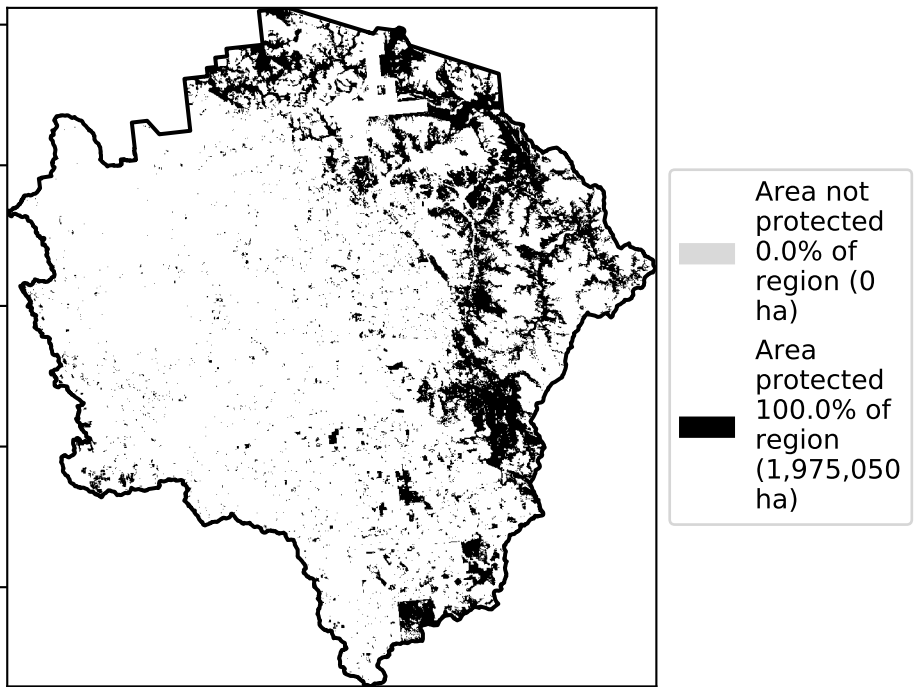 Area not
protected
0.0% of
region (0
ha)
Area
protected
100.0% of
region
(1,975,050
ha)